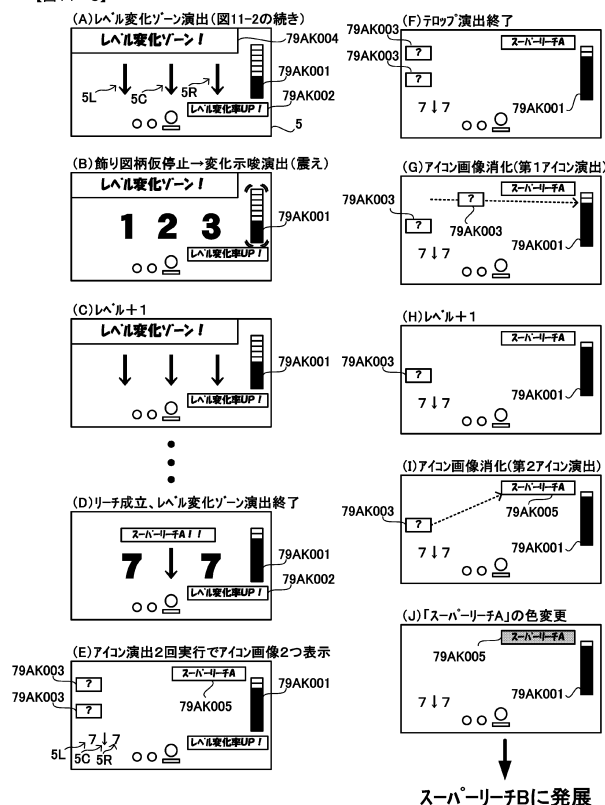 (A)レベル変化ゾーン演出(図11-2の続き)
レベル変化ゾーン!
79AK004
79AK001
5L
5C
5R
79AK002
レベル変化率UP!
5
(B)飾り図柄仮停止→変化示唆演出(震え)
レベル変化ゾーン!
1 2 3
79AK001
レベル変化率UP!
(C)レベル+1
レベル変化ゾーン!
79AK001
レベル変化率UP!
(D)リーチ成立、レベル変化ゾーン演出終了
スーパーリーチA!!
7 ↓ 7
79AK001
79AK002
レベル変化率UP!
(E)アイコン演出2回実行でアイコン画像2つ表示
79AK003
?
スーパーリーチA
79AK001
79AK003
?
79AK005
7↓7
5L 5C 5R
レベル変化率UP!
(F)テロップ演出終了
79AK003
スーパーリーチA
?
79AK003
?
7↓7
79AK001
(G)アイコン画像消化(第1アイコン演出)
スーパーリーチA
79AK003
?
?
79AK003
7↓7
79AK001
(H)レベル+1
スーパーリーチA
79AK003
?
7↓7
79AK001
(I)アイコン画像消化(第2アイコン演出)
スーパーリーチA
79AK003
?
79AK005
7↓7
79AK001
(J)「スーパーリーチA」の色変更
スーパーリーチA
79AK005
7↓7
79AK001
スーパーリーチBに発展